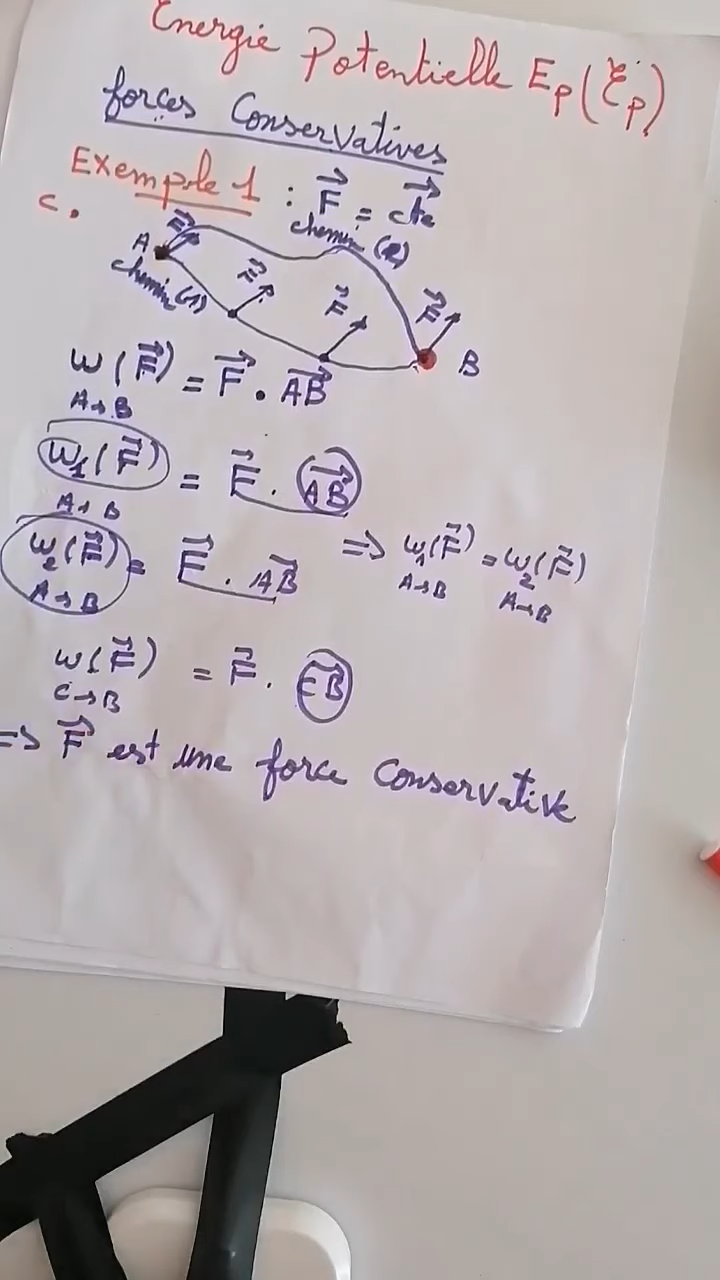 Energie Potentielle Ep(Ɛp)
forces Conservatives
Exemple 1 : F⃗ = cte⃗
C.
chemin (2)
A F⃗
chemin (1) F⃗ F⃗ F⃗
B
W(F⃗) = F⃗ . AB⃗
A→B
W1(F⃗) = F⃗ . AB⃗
A→B
W2(F⃗) = F⃗ . AB⃗ => W1(F⃗) = W2(F⃗)
A→B A→B A→B
W(F⃗) = F⃗ . CB⃗
C→B
=> F⃗ est une force conservative